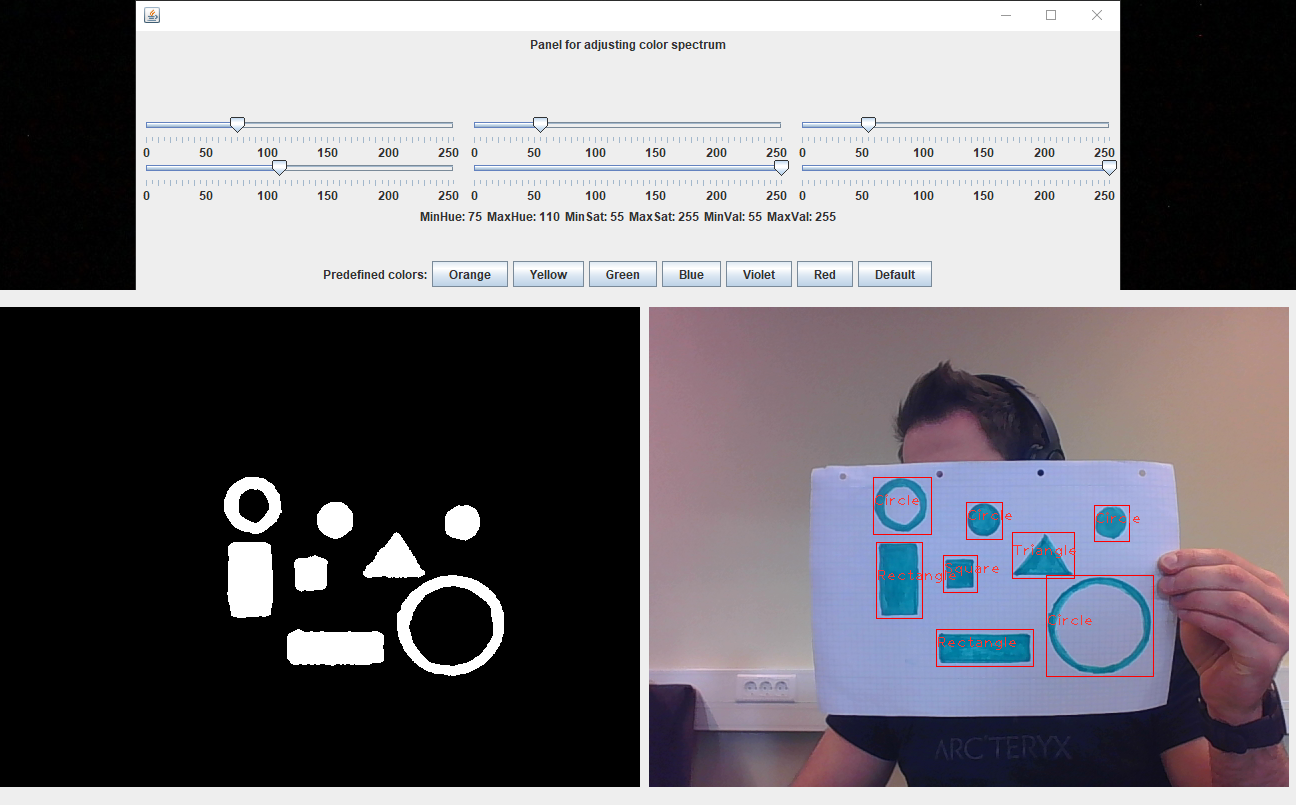 Panel for adjusting color spectrum
0 50 100 150 200 250 0 50 100 150 200 250 0 50 100 150 200 250
0 50 100 150 200 250 0 50 100 150 200 250 0 50 100 150 200 250
MinHue: 75 MaxHue: 110 MinSat: 55 MaxSat: 255 MinVal: 55 MaxVal: 255
Predefined colors: Orange Yellow Green Blue Violet Red Default
Circle
Circle
Circle
Triangle
Rectangle
Square
Circle
Rectangle
ARC'TERYX